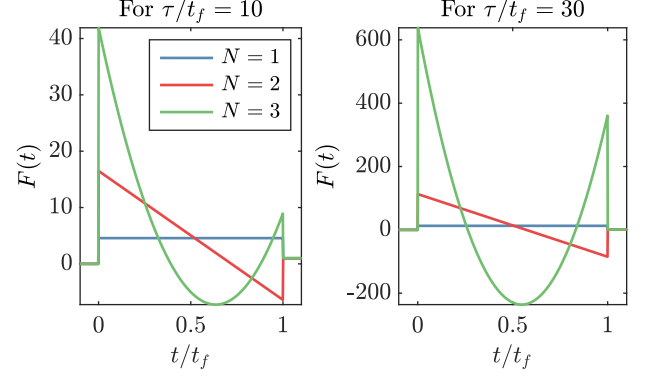 For τ/t_f = 10
F(t)
40
30
20
10
0
N = 1
N = 2
N = 3
0
0.5
1
t/t_f
For τ/t_f = 30
F(t)
600
400
200
0
-200
0
0.5
1
t/t_f